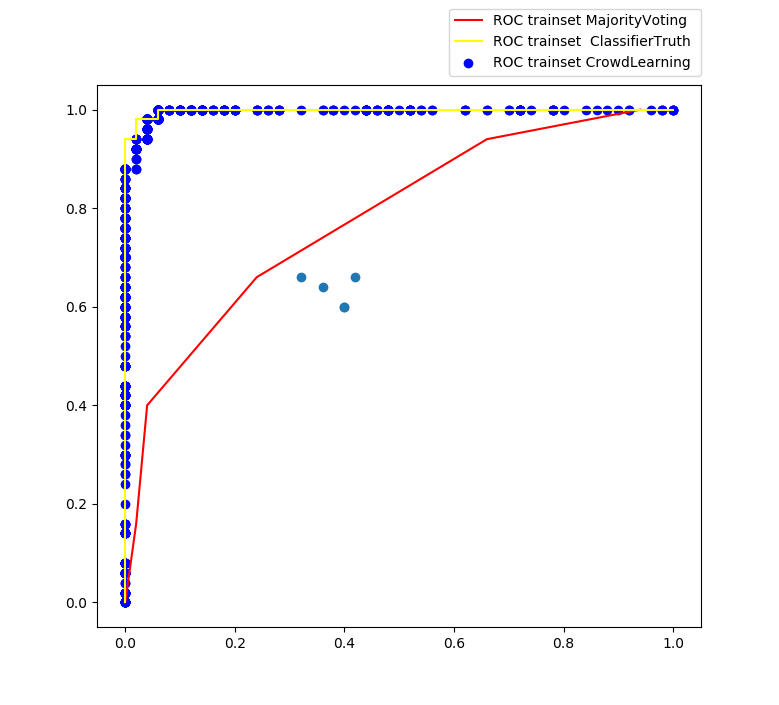 ROC trainset MajorityVoting
ROC trainset  ClassifierTruth
ROC trainset CrowdLearning
1.0
0.8
0.6
0.4
0.2
0.0
0.0 0.2 0.4 0.6 0.8 1.0